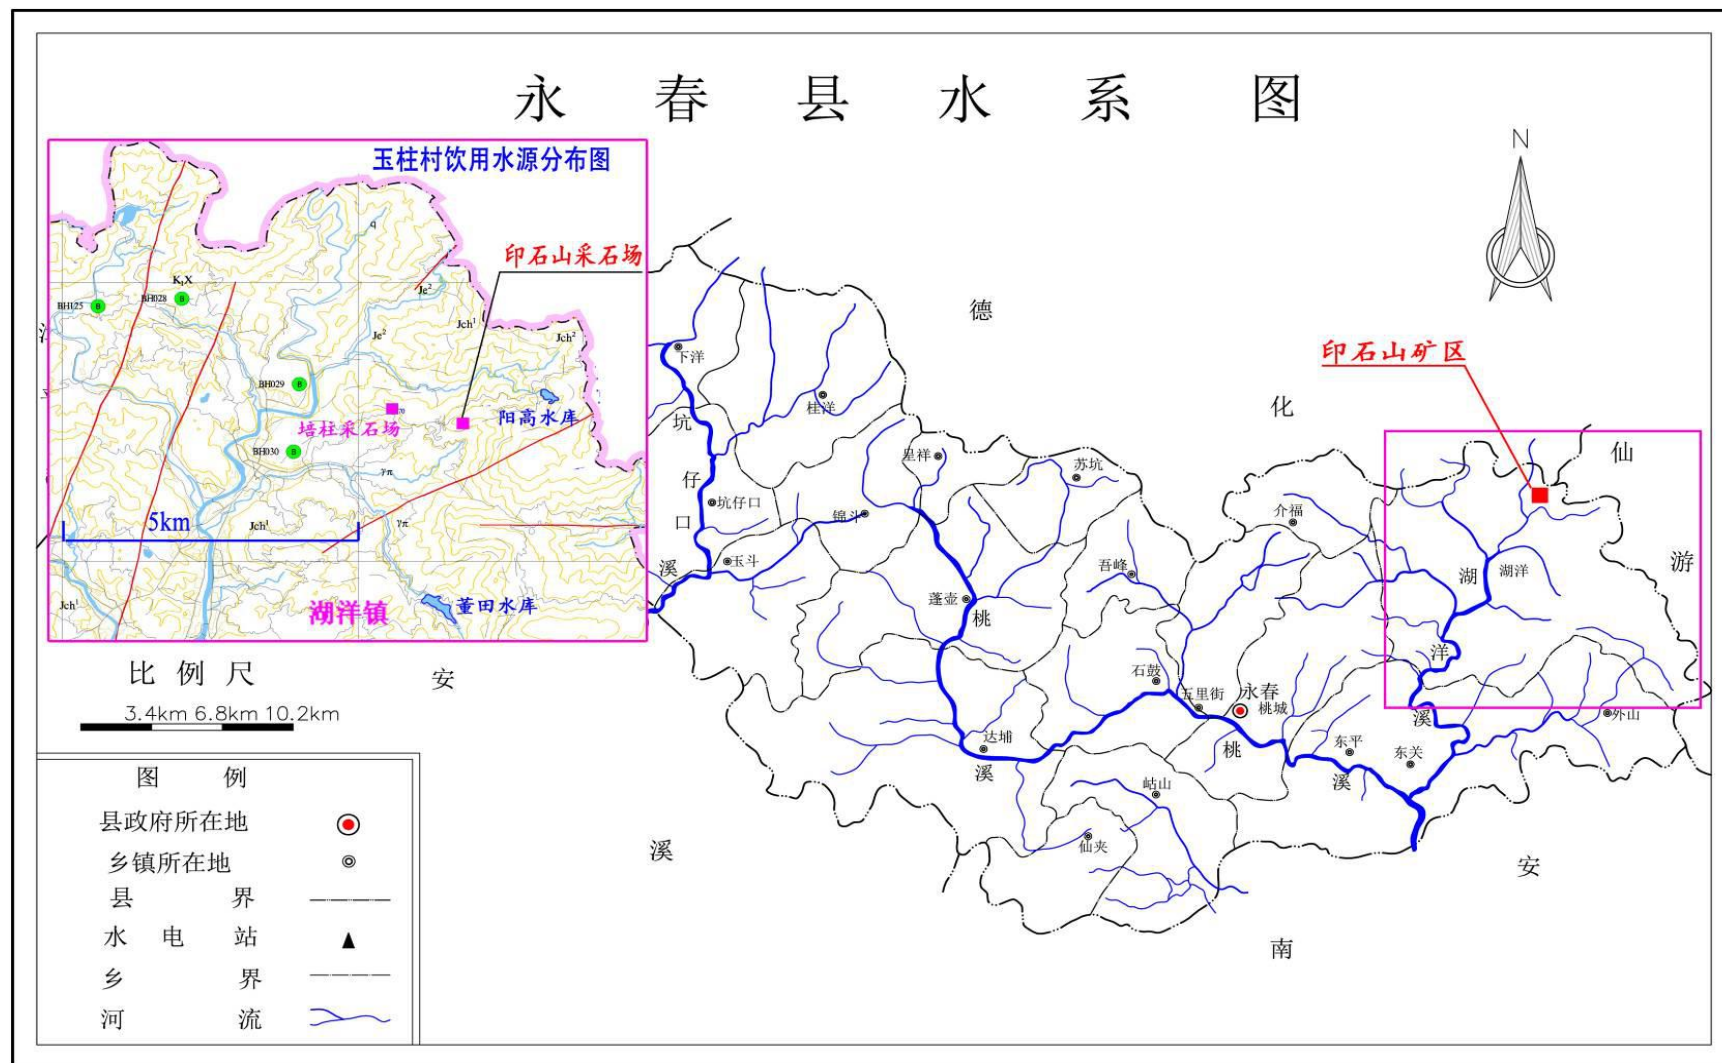 永春县水系图
N
玉柱村饮用水源分布图
印石山采石场
q
K₁X
BH125
B
BH028
B
Je²
Jch¹
Jch²
Je²
BH029
B
阳高水库
培柱采石场
BH030
B
γπ
5km
Jch¹
γπ
Jch¹
湖洋镇
董田水库
比例尺
3.4km 6.8km 10.2km
图例
县政府所在地
乡镇所在地
县界
水电站
乡界
河流
德
化
仙
游
安
溪
南
安
印石山矿区
下洋
坑
仔
口
溪
桂洋
坑仔口
玉斗
锦斗
呈祥
苏坑
蓬壶
桃
溪
达埔
吾峰
介福
石鼓
五里街
永春
桃城
桃
溪
东平
东关
岵山
仙夹
湖
洋
溪
湖洋
外山